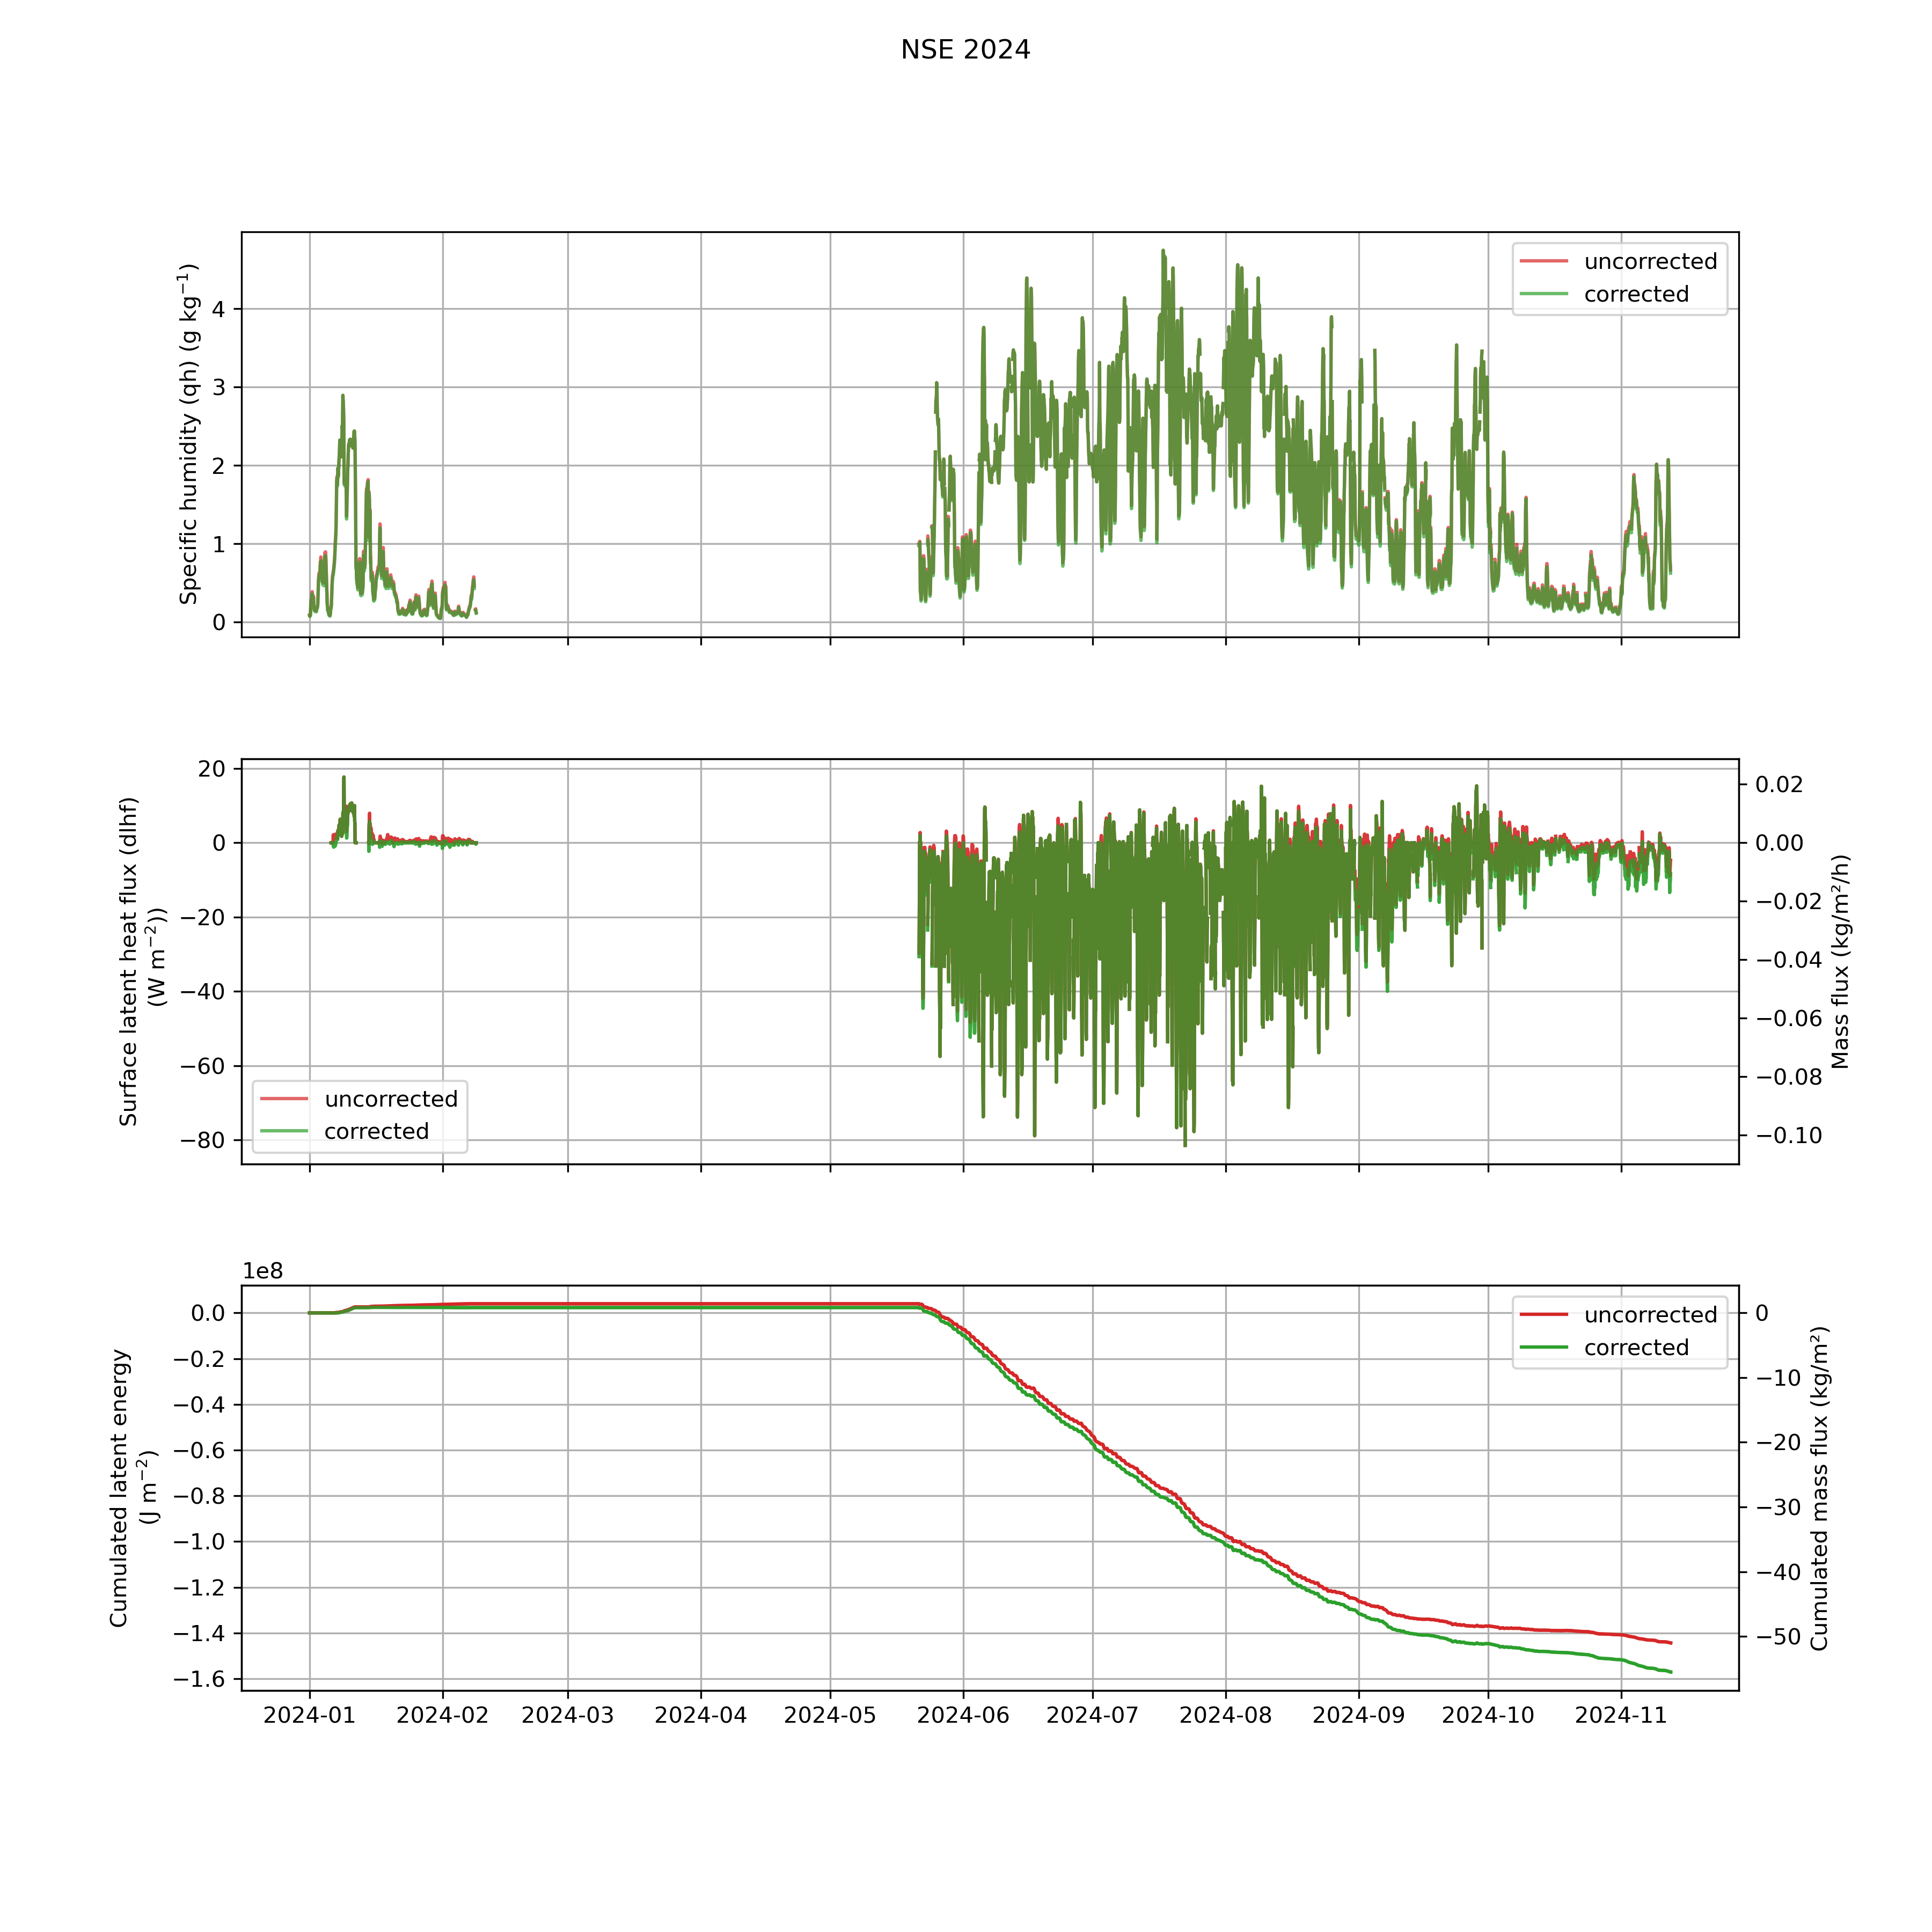 NSE 2024
Specific humidity (qh) (g kg⁻¹)
4
3
2
1
0
uncorrected
corrected
Surface latent heat flux (dlhf)
(W m⁻²))
20
0
−20
−40
−60
−80
uncorrected
corrected
0.02
0.00
−0.02
−0.04
−0.06
−0.08
−0.10
Mass flux (kg/m²/h)
1e8
Cumulated latent energy
(J m⁻²)
0.0
−0.2
−0.4
−0.6
−0.8
−1.0
−1.2
−1.4
−1.6
uncorrected
corrected
0
−10
−20
−30
−40
−50
Cumulated mass flux (kg/m²)
2024-01 2024-02 2024-03 2024-04 2024-05 2024-06 2024-07 2024-08 2024-09 2024-10 2024-11